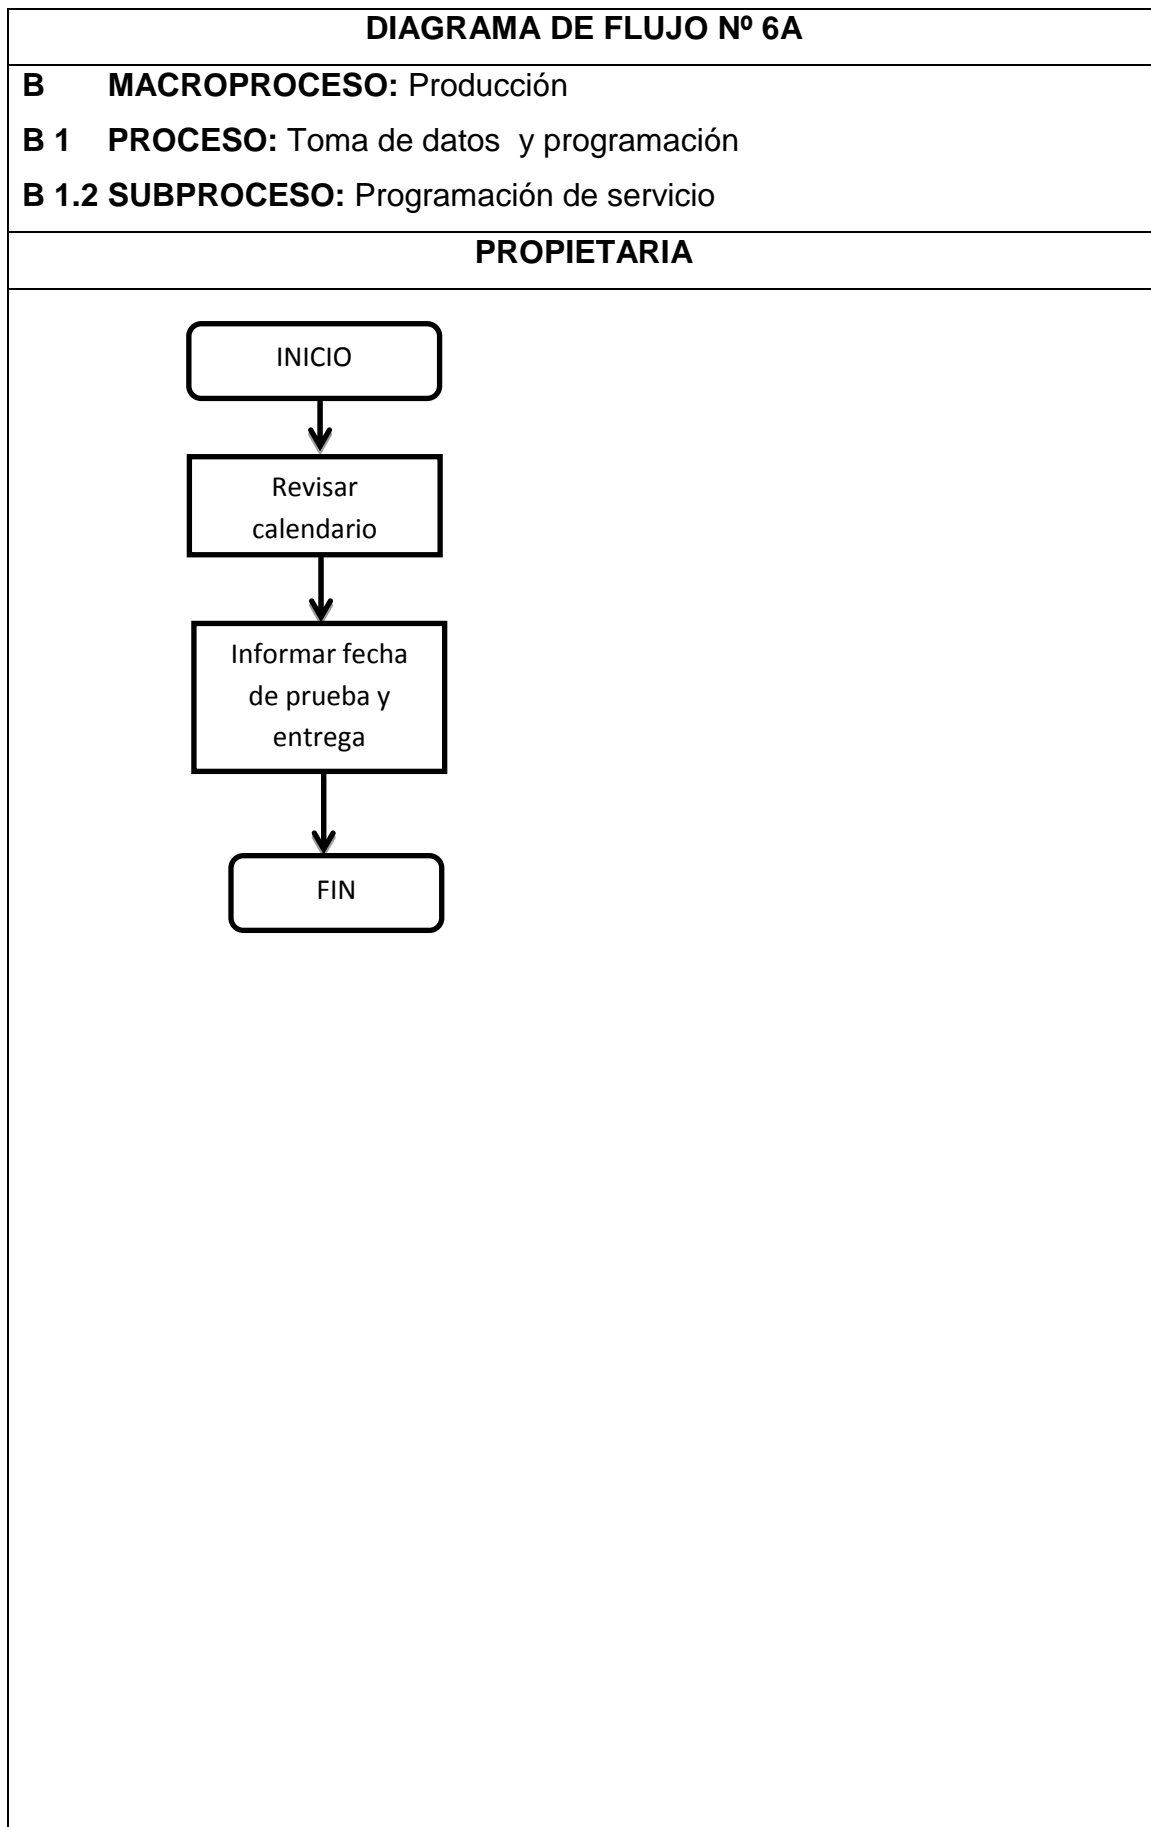 DIAGRAMA DE FLUJO Nº 6A
B MACROPROCESO: Producción
B 1 PROCESO: Toma de datos y programación
B 1.2 SUBPROCESO: Programación de servicio
PROPIETARIA
INICIO
Revisar
calendario
Informar fecha
de prueba y
entrega
FIN